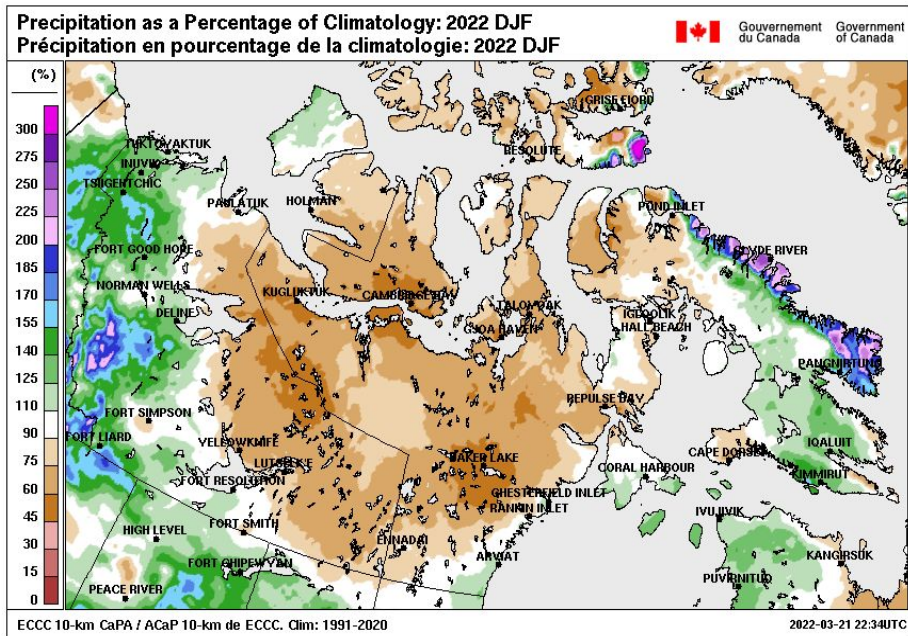 Precipitation as a Percentage of Climatology: 2022 DJF
Précipitation en pourcentage de la climatologie: 2022 DJF
Gouvernement du Canada
Government of Canada
(%)
300
275
250
225
200
185
170
155
140
125
110
90
75
60
45
30
15
0
GRISE FIORD
RESOLUTE
TUKTOYAKTUK
INUVIK
TSIIGEHTCHIC
PAULATUK
HOLMAN
POND INLET
CLYDE RIVER
FORT GOOD HOPE
NORMAN WELLS
DELINE
KUGLUKTUK
CAMBRIDGE BAY
TALOYOAK
GJOA HAVEN
IGLOOLIK
HALL BEACH
PANGNIRTUNG
REPULSE BAY
FORT SIMPSON
FORT LIARD
YELLOWKNIFE
LUTSELK'E
FORT RESOLUTION
BAKER LAKE
CORAL HARBOUR
CAPE DORSET
IQALUIT
KIMMIRUT
CHESTERFIELD INLET
RANKIN INLET
IVUJIVIK
HIGH LEVEL
FORT SMITH
ENNADAI
ARVIAT
KANGIRSUK
FORT CHIPEWYAN
PUVIRNITUQ
PEACE RIVER
ECCC 10-km CaPA / ACaP 10-km de ECCC. Clim: 1991-2020
2022-03-21 22:34UTC